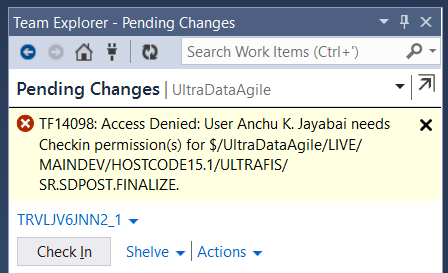 Team Explorer - Pending Changes
Search Work Items (Ctrl+')
Pending Changes | UltraDataAgile
TF14098: Access Denied: User Anchu K. Jayabai needs
Checkin permission(s) for $/UltraDataAgile/LIVE/
MAINDEV/HOSTCODE15.1/ULTRAFIS/
SR.SDPOST.FINALIZE.
TRVLJV6JNN2_1
Check In | Shelve | Actions